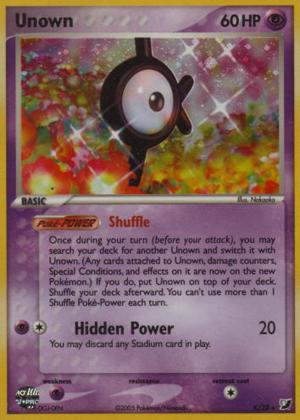 Unown
60 HP
Illus. Nakaoka
BASIC
Poké-POWER Shuffle
Once during your turn (before your attack), you may
search your deck for another Unown and switch it with
Unown. (Any cards attached to Unown, damage counters,
Special Conditions, and effects on it are now on the new
Pokémon.) If you do, put Unown on top of your deck.
Shuffle your deck afterward. You can't use more than 1
Shuffle Poké-Power each turn.
Hidden Power 20
You may discard any Stadium card in play.
weakness
resistance
retreat cost
©2005 Pokémon/Nintendo
K/28